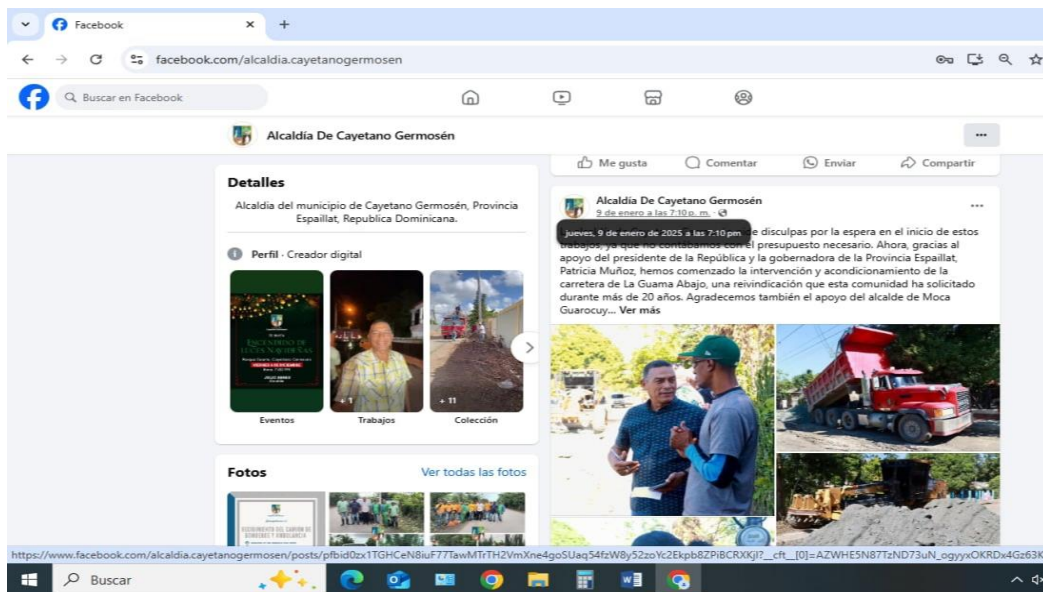 Facebook
facebook.com/alcaldia.cayetanogermosen
Buscar en Facebook
Alcaldía De Cayetano Germosén
Detalles
Alcaldia del municipio de Cayetano Germosén, Provincia
Espaillat, Republica Dominicana.
Perfil · Creador digital
ENCENDIDO DE
LUCES NAVIDEÑAS
+ 1
+ 11
Eventos
Trabajos
Colección
Fotos
Ver todas las fotos
Me gusta
Comentar
Enviar
Compartir
Alcaldía De Cayetano Germosén
9 de enero a las 7:10 p. m. ·
jueves, 9 de enero de 2025 a las 7:10 pm
de disculpas por la espera en el inicio de estos
trabajos, ya que no contábamos con el presupuesto necesario. Ahora, gracias al
apoyo del presidente de la República y la gobernadora de la Provincia Espaillat,
Patricia Muñoz, hemos comenzado la intervención y acondicionamiento de la
carretera de La Guama Abajo, una reivindicación que esta comunidad ha solicitado
durante más de 20 años. Agradecemos también el apoyo del alcalde de Moca
Guarocuy... Ver más
Buscar